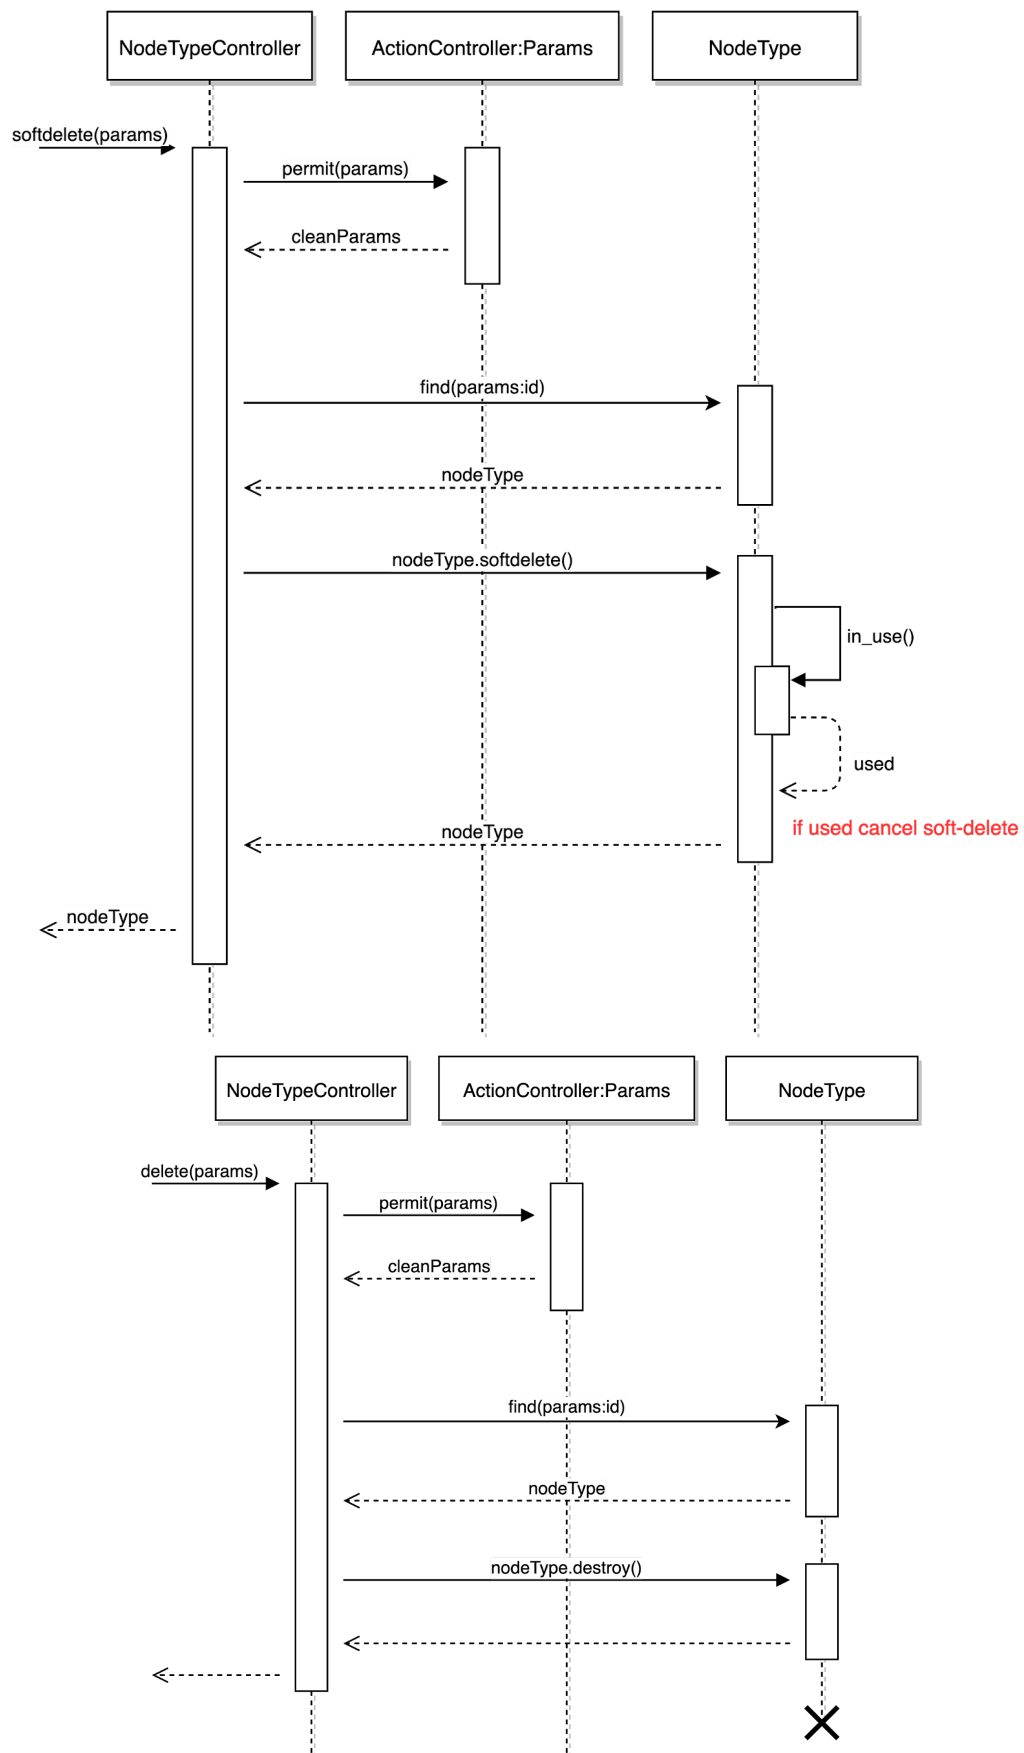 NodeTypeController
ActionController:Params
NodeType
softdelete(params)
permit(params)
cleanParams
find(params:id)
nodeType
nodeType.softdelete()
in_use()
used
if used cancel soft-delete
nodeType
nodeType
NodeTypeController
ActionController:Params
NodeType
delete(params)
permit(params)
cleanParams
find(params:id)
nodeType
nodeType.destroy()